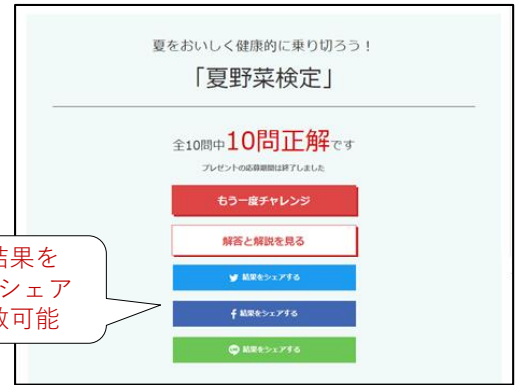 夏をおいしく健康的に乗り切ろう！
「夏野菜検定」
全10問中10問正解です
プレゼントの応募期間は終了しました
もう一度チャレンジ
解答と解説を見る
結果をシェアする
結果をシェアする
LINE 結果をシェアする
結果を
シェア
可能